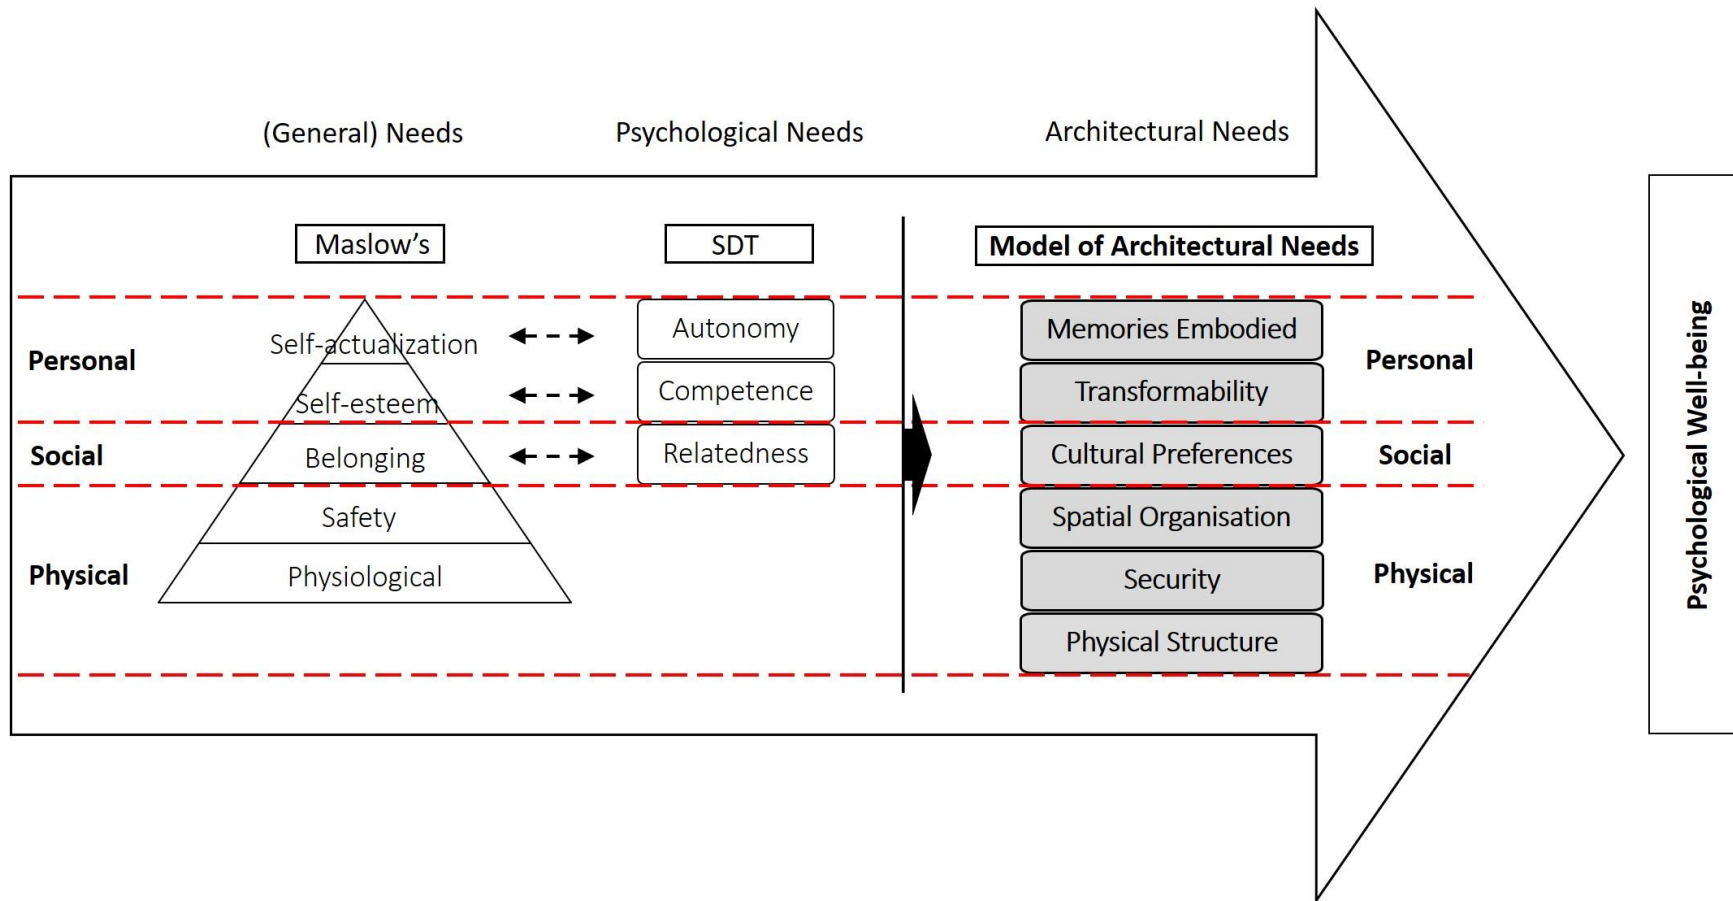 (General) Needs
Psychological Needs
Architectural Needs
Maslow’s
SDT
Model of Architectural Needs
Personal
Self-actualization
Autonomy
Memories Embodied
Personal
Self-esteem
Competence
Transformability
Social
Belonging
Relatedness
Cultural Preferences
Social
Safety
Spatial Organisation
Physical
Physiological
Security
Physical
Physical Structure
Psychological Well-being